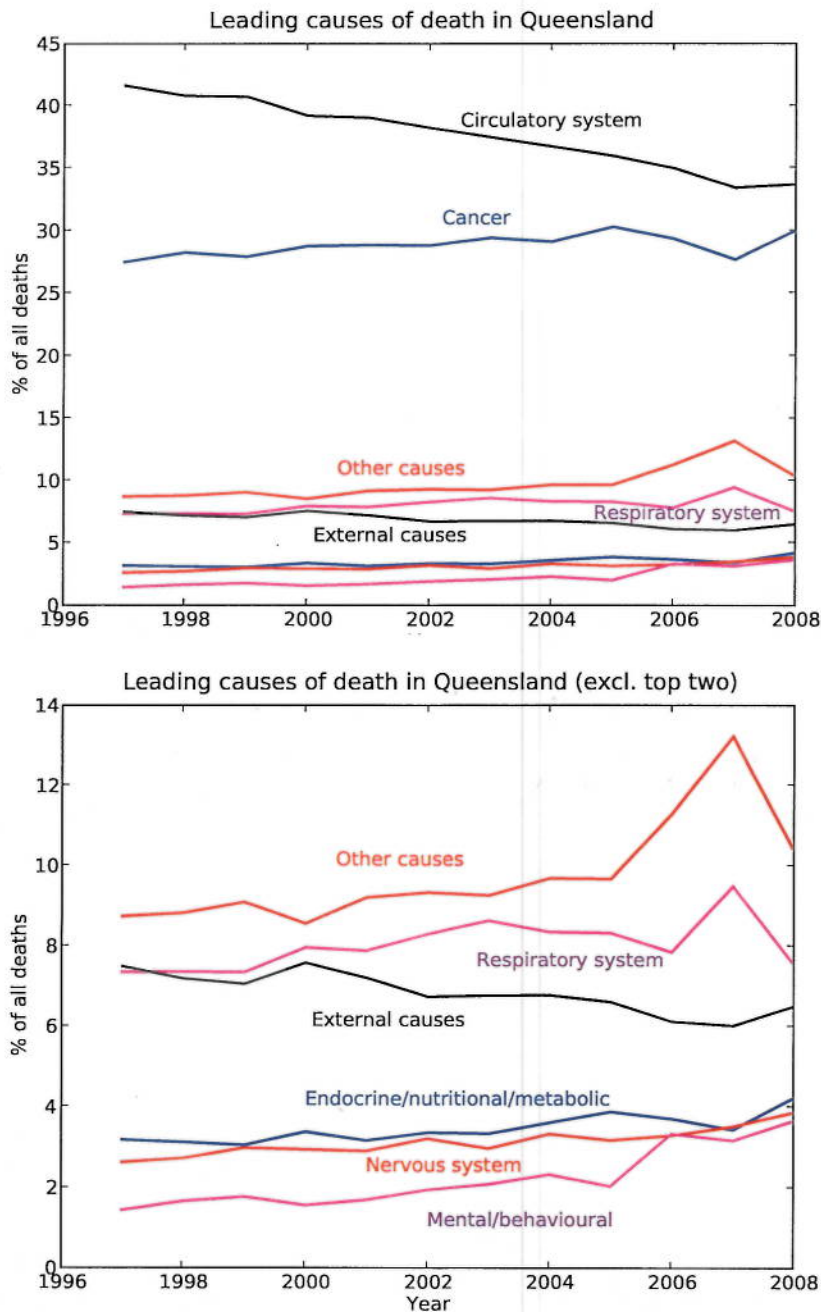 Leading causes of death in Queensland
45
40
35
30
25
20
15
10
5
0
% of all deaths
Circulatory system
Cancer
Other causes
Respiratory system
External causes
1996 1998 2000 2002 2004 2006 2008
Leading causes of death in Queensland (excl. top two)
14
12
10
8
6
4
2
0
% of all deaths
Other causes
Respiratory system
External causes
Endocrine/nutritional/metabolic
Nervous system
Mental/behavioural
1996 1998 2000 2002 2004 2006 2008
Year